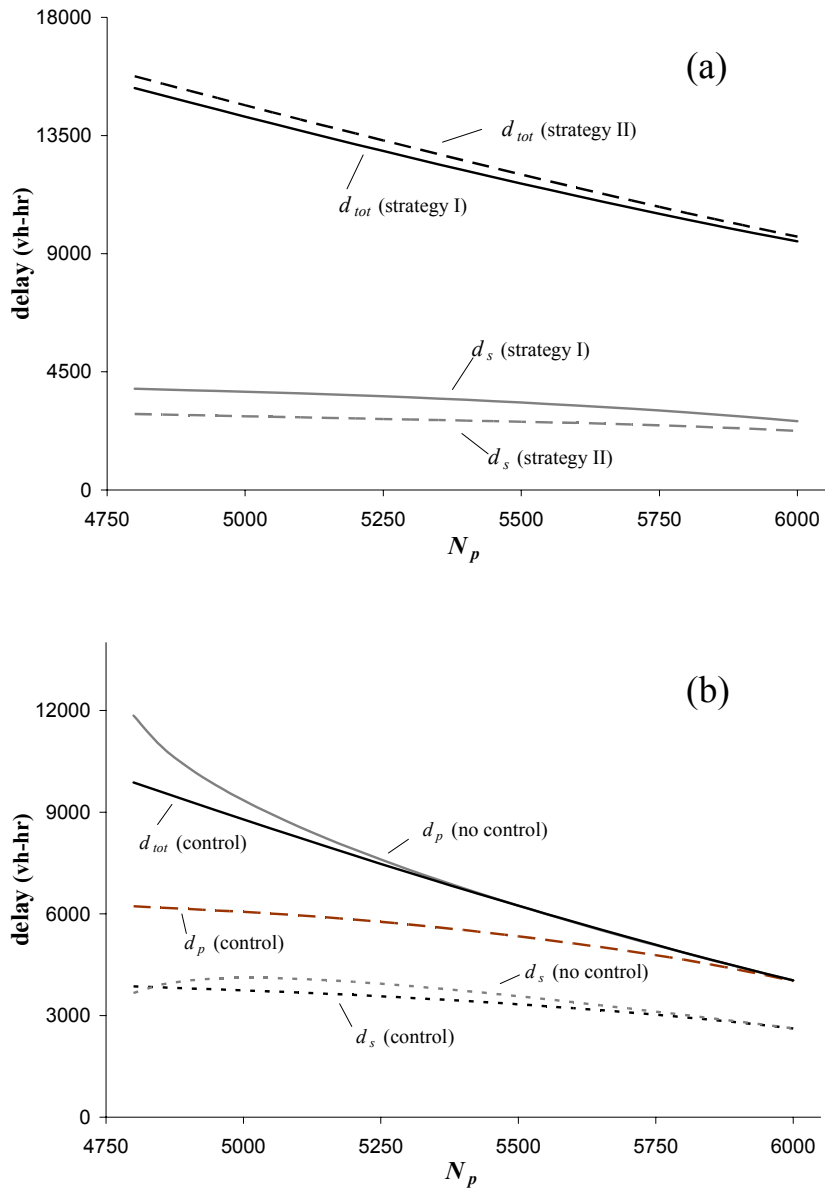 18000
(a)
d tot (strategy II)
13500
d tot (strategy I)
delay (vh-hr)
9000
d s (strategy I)
4500
d s (strategy II)
0
4750 5000 5250 5500 5750 6000
N p
(b)
12000
d p (no control)
9000
d tot (control)
delay (vh-hr)
6000
d p (control)
d s (no control)
3000
d s (control)
0
4750 5000 5250 5500 5750 6000
N p